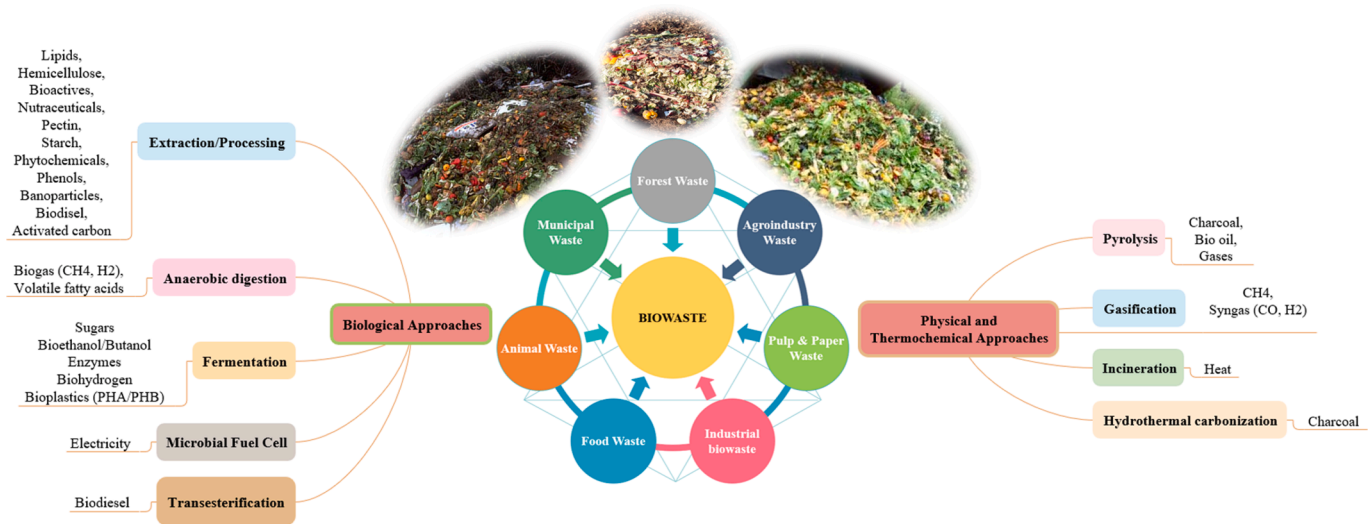 Lipids,
Hemicellulose,
Bioactives,
Nutraceuticals,
Pectin,
Starch,
Phytochemicals,
Phenols,
Banoparticles,
Biodisel,
Activated carbon
Extraction/Processing
Biogas (CH4, H2),
Volatile fatty acids
Anaerobic digestion
Sugars
Bioethanol/Butanol
Enzymes
Biohydrogen
Bioplastics (PHA/PHB)
Fermentation
Electricity
Microbial Fuel Cell
Biodiesel
Transesterification
Biological Approaches
Forest Waste
Municipal
Waste
Agroindustry
Waste
BIOWASTE
Animal Waste
Pulp & Paper
Waste
Food Waste
Industrial
biowaste
Physical and
Thermochemical Approaches
Pyrolysis
Charcoal,
Bio oil,
Gases
Gasification
CH4,
Syngas (CO, H2)
Incineration
Heat
Hydrothermal carbonization
Charcoal